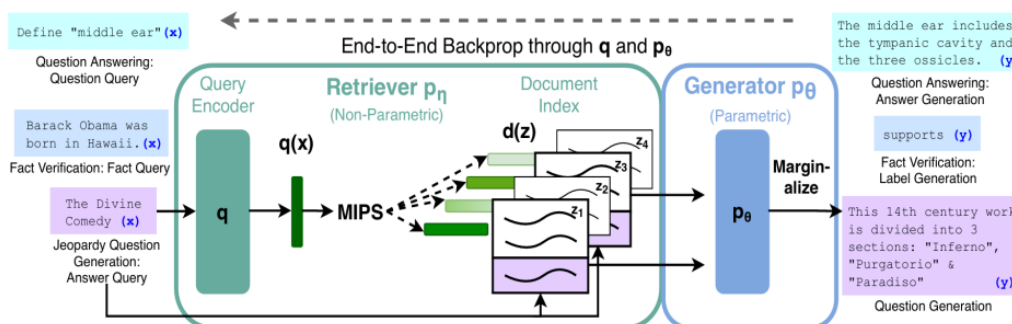 End-to-End Backprop through q and pθ
Define "middle ear"(x)
Question Answering:
Question Query
Barack Obama was
born in Hawaii.(x)
Fact Verification: Fact Query
The Divine
Comedy (x)
Jeopardy Question
Generation:
Answer Query
Query
Encoder
q
Retriever pη
(Non-Parametric)
q(x)
MIPS
Document
Index
d(z)
z4
z3
z2
z1
Generator pθ
(Parametric)
pθ
Margin-
alize
The middle ear includes
the tympanic cavity and
the three ossicles. (y)
Question Answering:
Answer Generation
supports (y)
Fact Verification:
Label Generation
This 14th century work
is divided into 3
sections: "Inferno",
"Purgatorio" &
"Paradiso" (y)
Question Generation